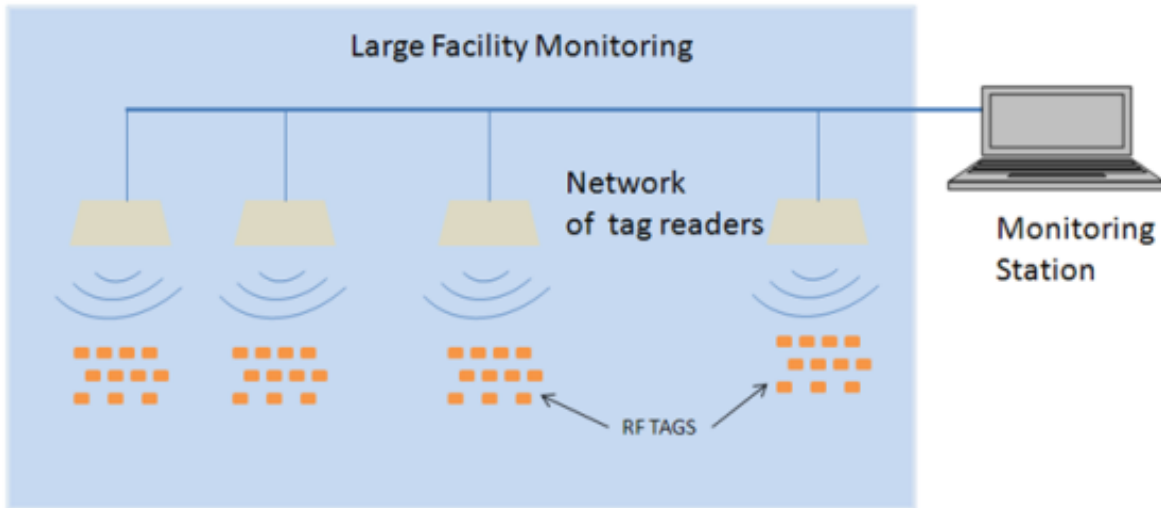 Large Facility Monitoring
Network
of tag readers
Monitoring
Station
RF TAGS